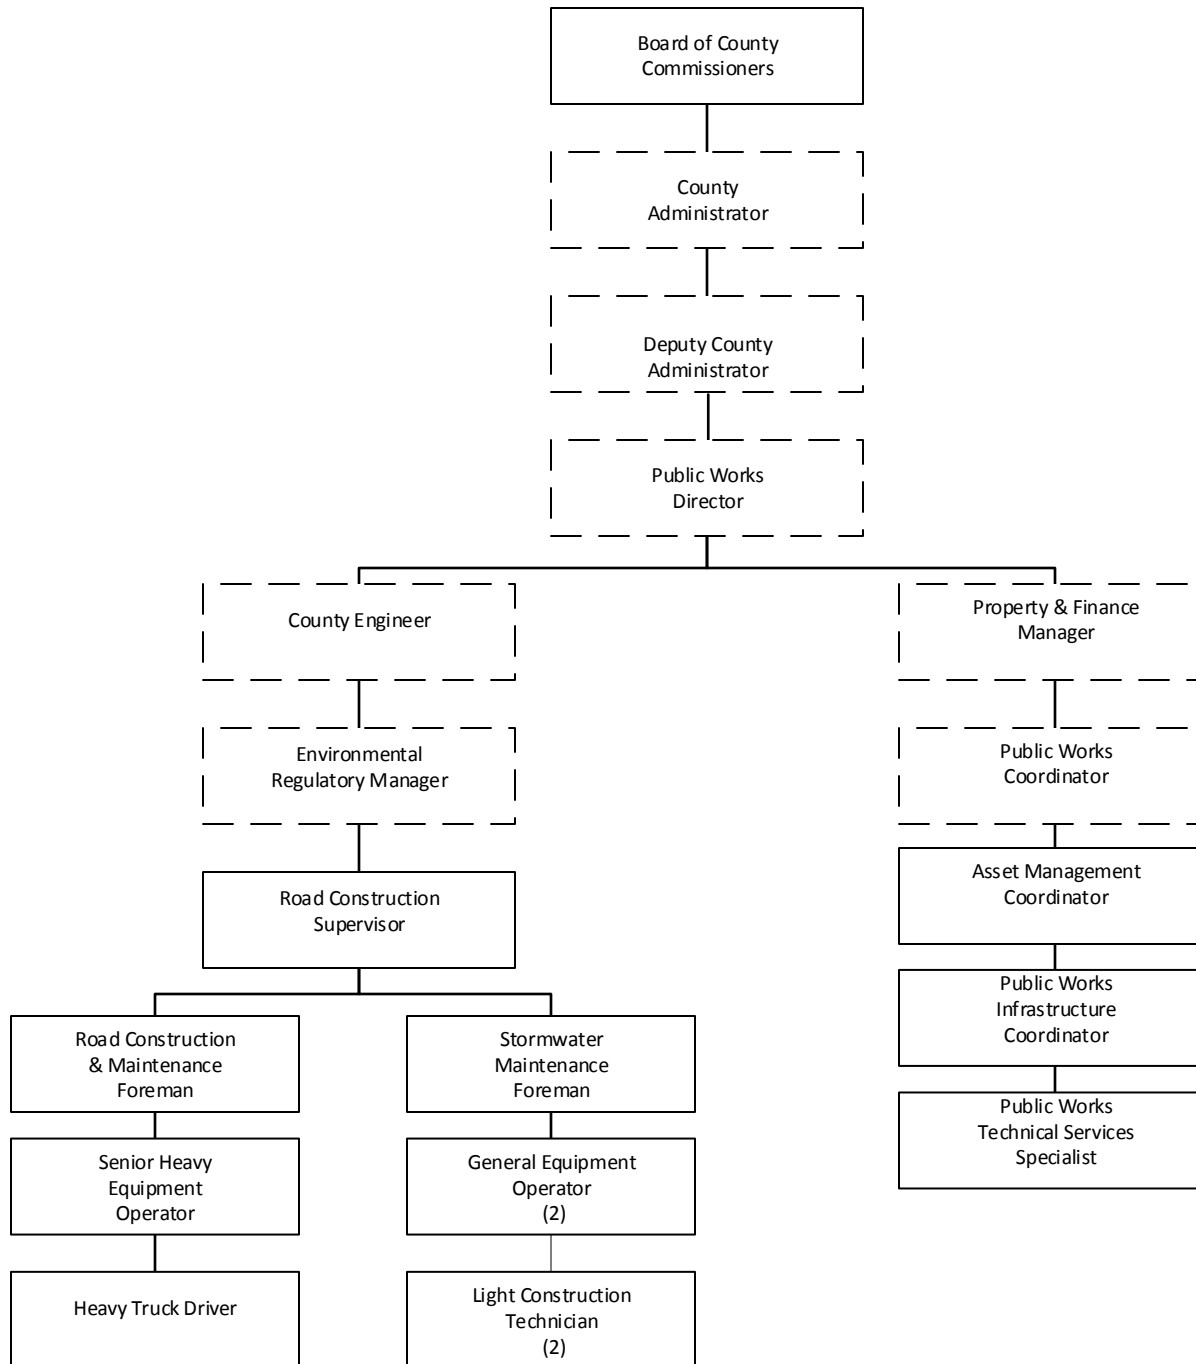 Board of County
Commissioners
County
Administrator
Deputy County
Administrator
Public Works
Director
County Engineer
Property & Finance
Manager
Environmental
Regulatory Manager
Public Works
Coordinator
Road Construction
Supervisor
Asset Management
Coordinator
Road Construction
& Maintenance
Foreman
Stormwater
Maintenance
Foreman
Public Works
Infrastructure
Coordinator
Senior Heavy
Equipment
Operator
General Equipment
Operator
(2)
Public Works
Technical Services
Specialist
Heavy Truck Driver
Light Construction
Technician
(2)